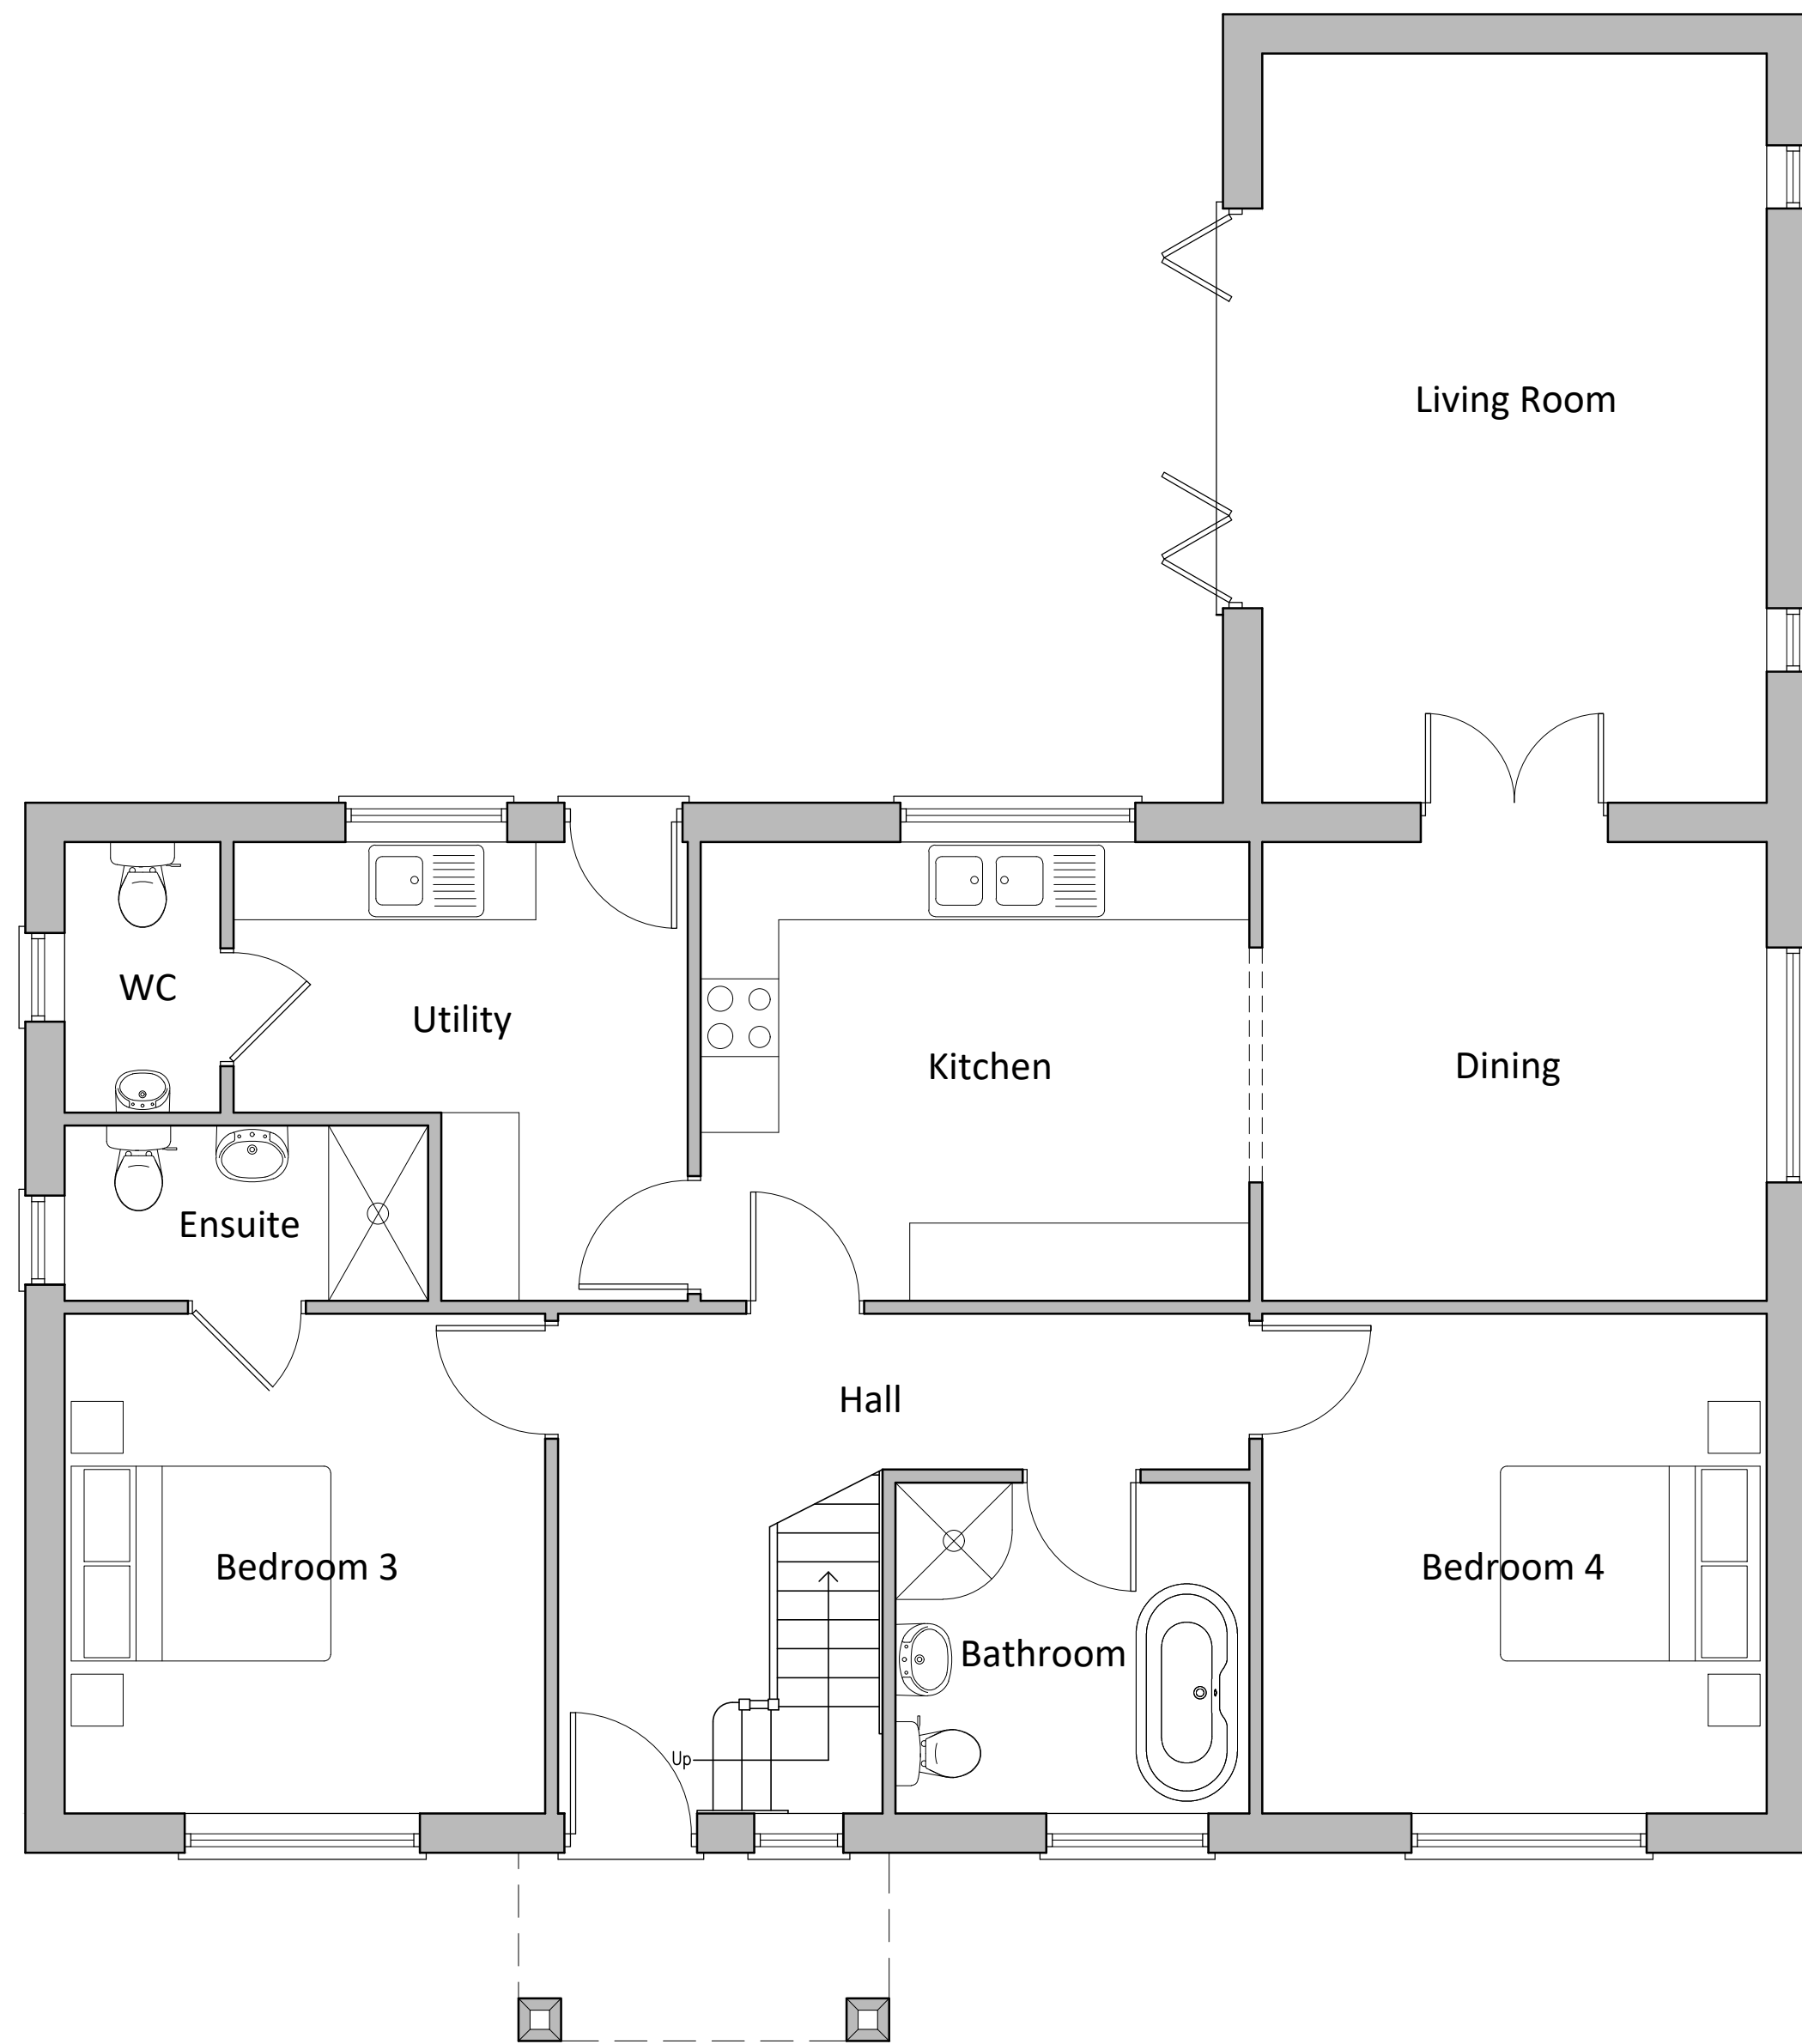 Living Room
WC
Utility
Kitchen
Dining
Ensuite
Hall
Bedroom 3
Bedroom 4
Bathroom
Up